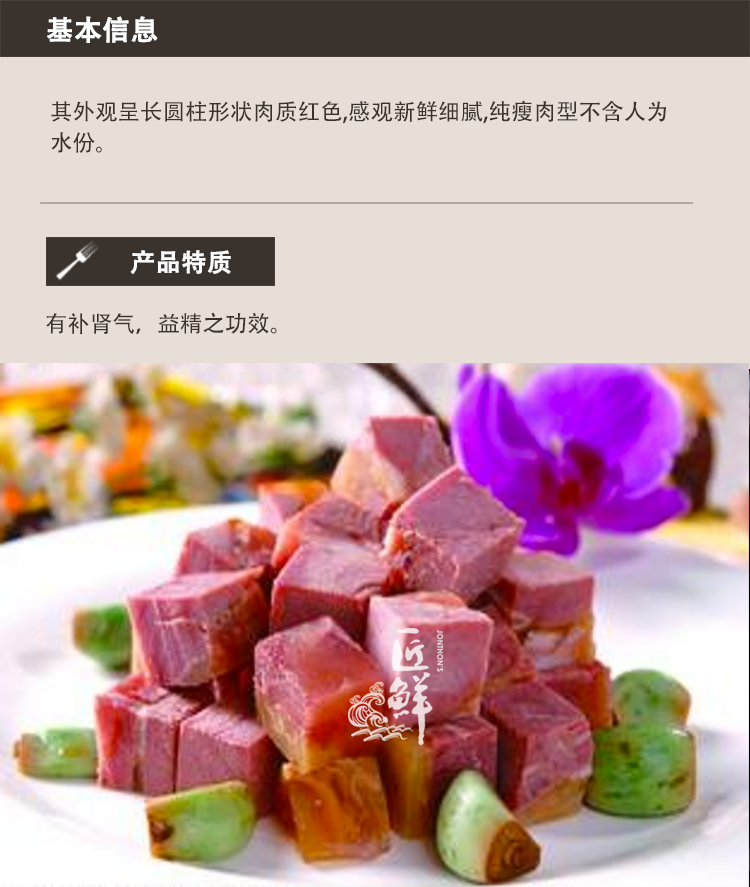 基本信息
其外观呈长圆柱形状肉质红色,感观新鲜细腻,纯瘦肉型不含人为
水份。
产品特质
有补肾气，益精之功效。
匠鲜
JONTHON'S